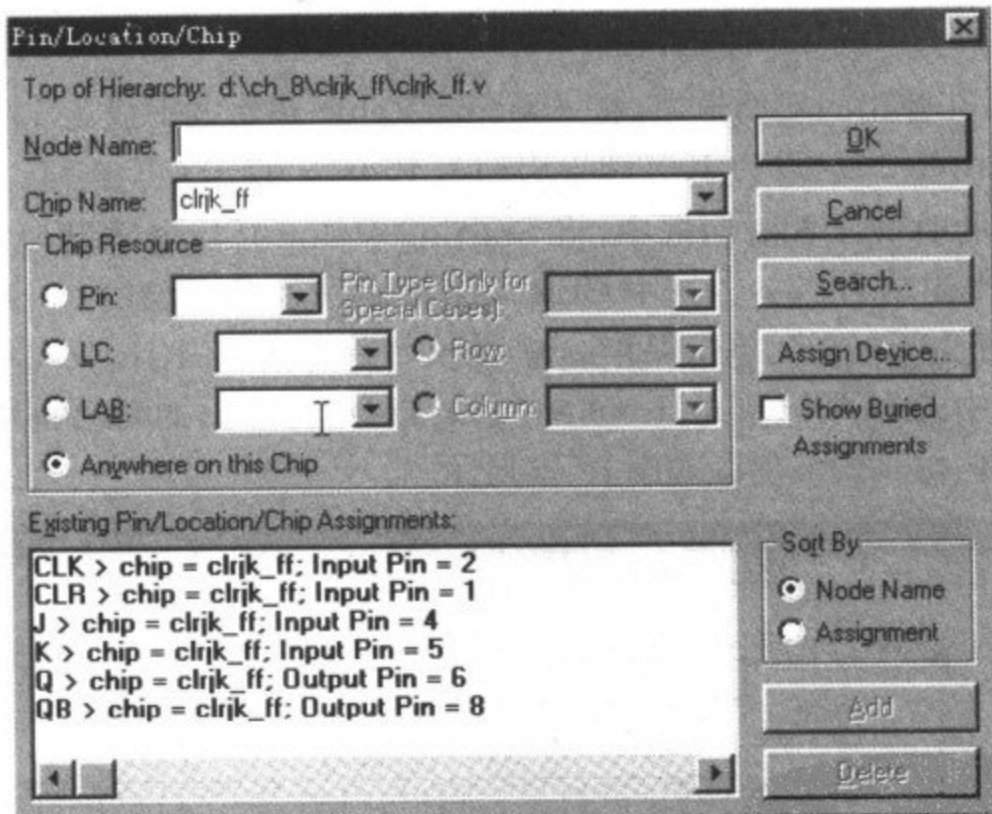 Pin/Location/Chip
Top of Hierarchy: d:\ch_8\clrjk_ff\clrjk_ff.v
Node Name:
OK
Chip Name: clrjk_ff
Cancel
Chip Resource
Pin:
Pin Type (Only for
Special Cases):
Search...
LC:
Row:
Assign Device...
LAB:
Column:
Show Buried
Assignments
Anywhere on this Chip
Existing Pin/Location/Chip Assignments:
CLK > chip = clrjk_ff; Input Pin = 2
CLR > chip = clrjk_ff; Input Pin = 1
J > chip = clrjk_ff; Input Pin = 4
K > chip = clrjk_ff; Input Pin = 5
Q > chip = clrjk_ff; Output Pin = 6
QB > chip = clrjk_ff; Output Pin = 8
Sort By
Node Name
Assignment
Add
Delete